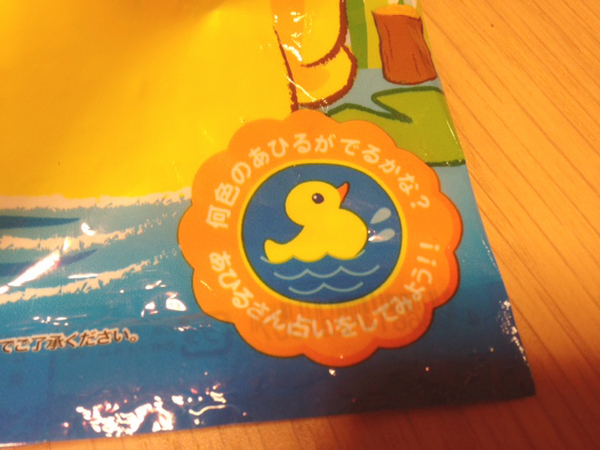 何色のあひるがでるかな?
あひるさん占いをしてみよう!!
でご了承ください。